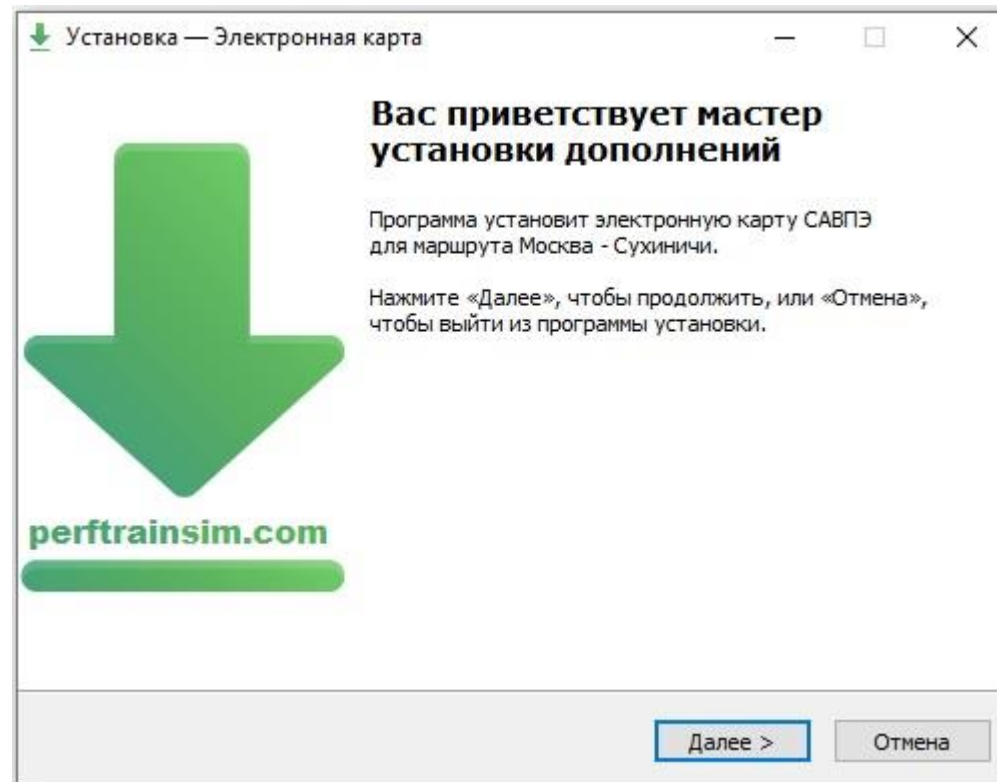 Установка — Электронная карта
Вас приветствует мастер
установки дополнений
Программа установит электронную карту САВПЭ
для маршрута Москва - Сухиничи.
Нажмите «Далее», чтобы продолжить, или «Отмена»,
чтобы выйти из программы установки.
perftrainsim.com
Далее >
Отмена